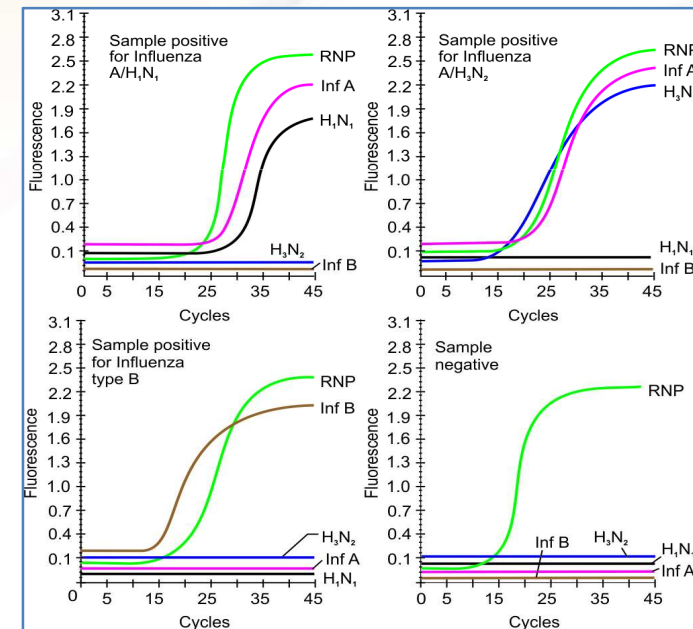 3.1
2.8
2.5
2.2
1.9
1.6
1.3
1.0
0.7
0.4
0.1
Fluorescence
Sample positive
for Influenza
A/H₁N₁
RNP
Inf A
H₁N₁
H₃N₂
Inf B
0 5 15 25 35 45
Cycles
3.1
2.8
2.5
2.2
1.9
1.6
1.3
1.0
0.7
0.4
0.1
Fluorescence
Sample positive
for Influenza
A/H₃N₂
RNP
Inf A
H₃N
H₁N₁
Inf B
0 5 15 25 35 45
Cycles
3.1
2.8
2.5
2.2
1.9
1.6
1.3
1.0
0.7
0.4
0.1
Fluorescence
Sample positive
for Influenza
type B
RNP
Inf B
H₃N₂
Inf A
H₁N₁
0 5 15 25 35 45
Cycles
3.1
2.8
2.5
2.2
1.9
1.6
1.3
1.0
0.7
0.4
0.1
Fluorescence
Sample
negative
RNP
Inf B
H₃N₂
H₁N
Inf A
0 5 15 25 35 45
Cycles